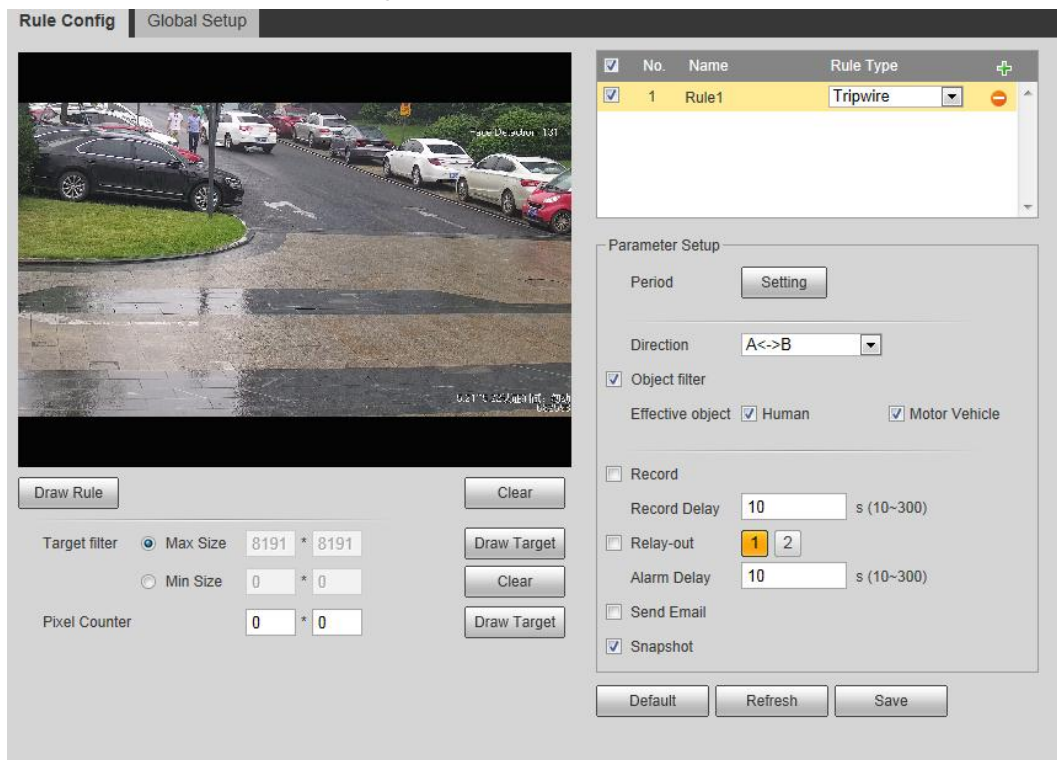 Rule Config Global Setup
No. Name Rule Type
1 Rule1 Tripwire
Parameter Setup
Period Setting
Direction A<->B
Object filter
Effective object Human Motor Vehicle
Record
Record Delay 10 s (10~300)
Relay-out 1 2
Alarm Delay 10 s (10~300)
Send Email
Snapshot
Default Refresh Save
Draw Rule Clear
Target filter Max Size 8191 * 8191 Draw Target
Min Size 0 * 0 Clear
Pixel Counter 0 * 0 Draw Target